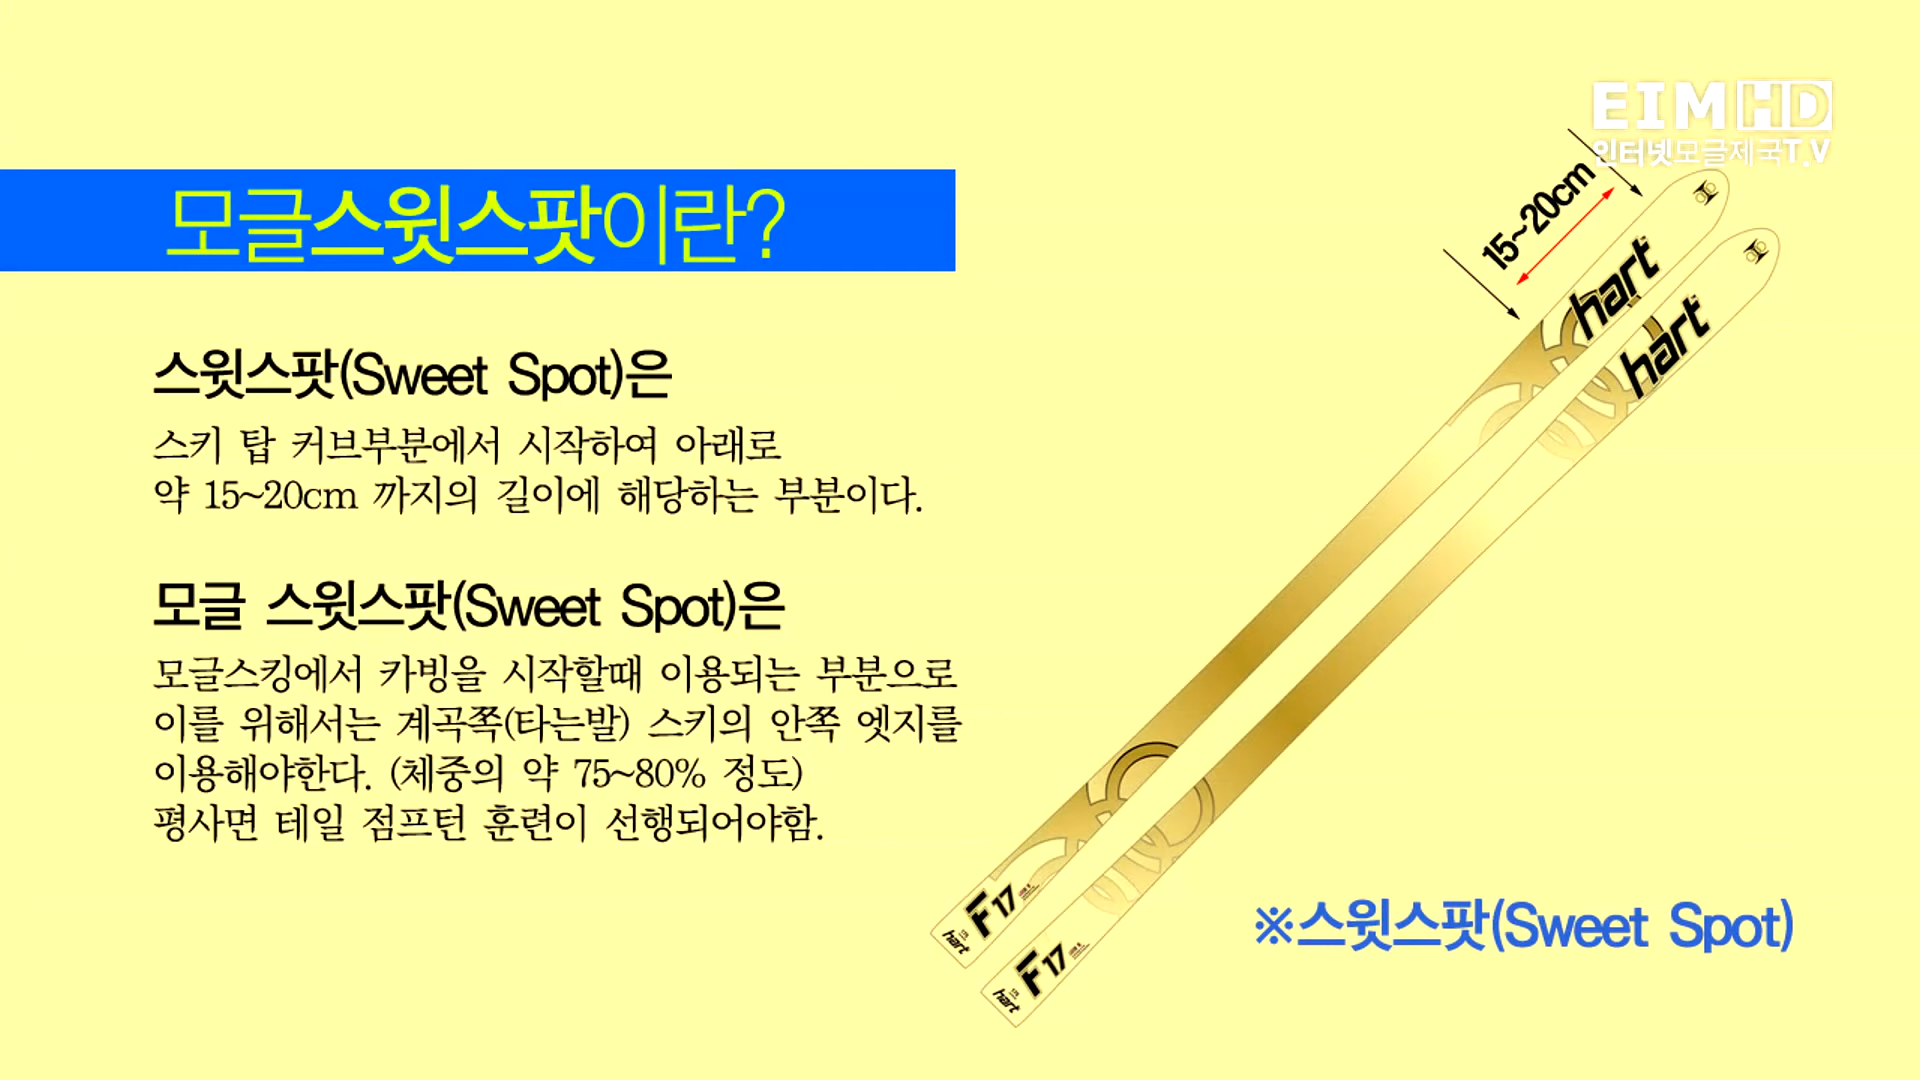 EIM HD
인터넷모글제국T.V
모글스윗스팟이란?
15~20cm
hart
hart
스윗스팟(Sweet Spot)은
스키 탑 커브부분에서 시작하여 아래로
약 15~20cm 까지의 길이에 해당하는 부분이다.
모글 스윗스팟(Sweet Spot)은
모글스킹에서 카빙을 시작할때 이용되는 부분으로
이를 위해서는 계곡쪽(타는발) 스키의 안쪽 엣지를
이용해야한다. (체중의 약 75~80% 정도)
평사면 테일 점프턴 훈련이 선행되어야함.
F17
hart
F17
hart
※스윗스팟(Sweet Spot)